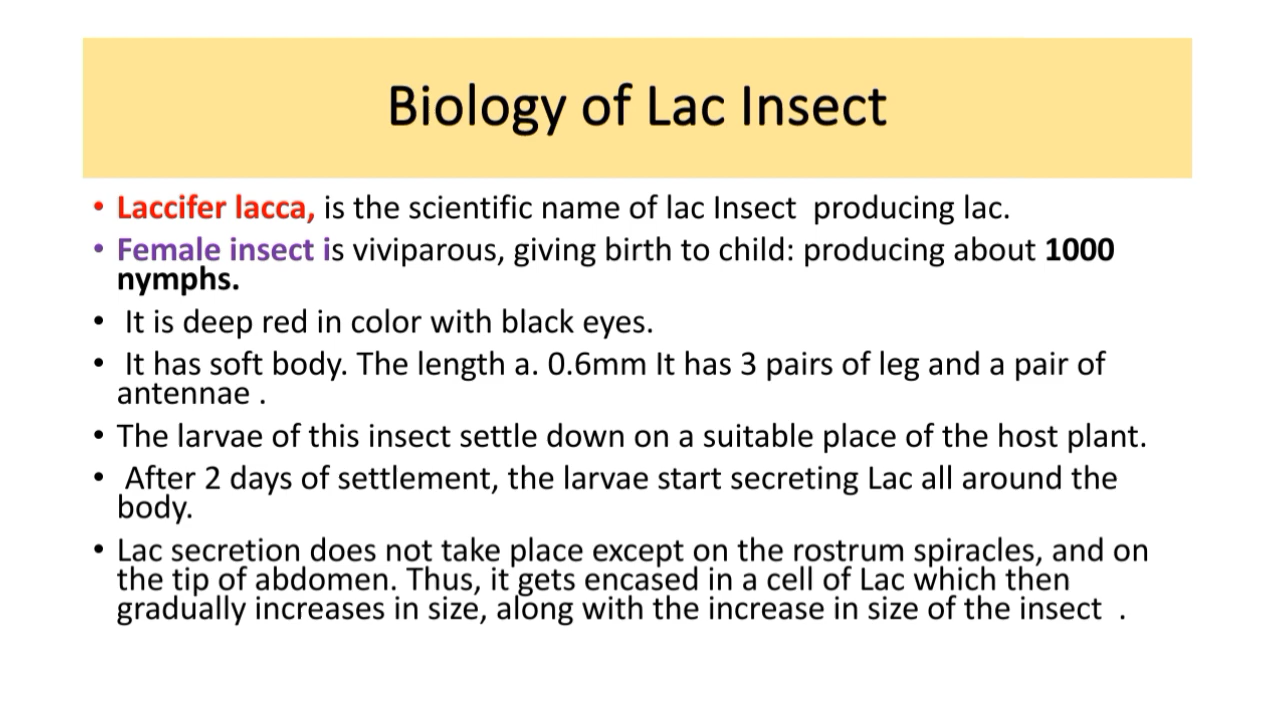 Biology of Lac Insect
• Laccifer lacca, is the scientific name of lac Insect  producing lac.
• Female insect is viviparous, giving birth to child: producing about 1000
nymphs.
•  It is deep red in color with black eyes.
•  It has soft body. The length a. 0.6mm It has 3 pairs of leg and a pair of
antennae .
• The larvae of this insect settle down on a suitable place of the host plant.
•  After 2 days of settlement, the larvae start secreting Lac all around the
body.
• Lac secretion does not take place except on the rostrum spiracles, and on
the tip of abdomen. Thus, it gets encased in a cell of Lac which then
gradually increases in size, along with the increase in size of the insect  .